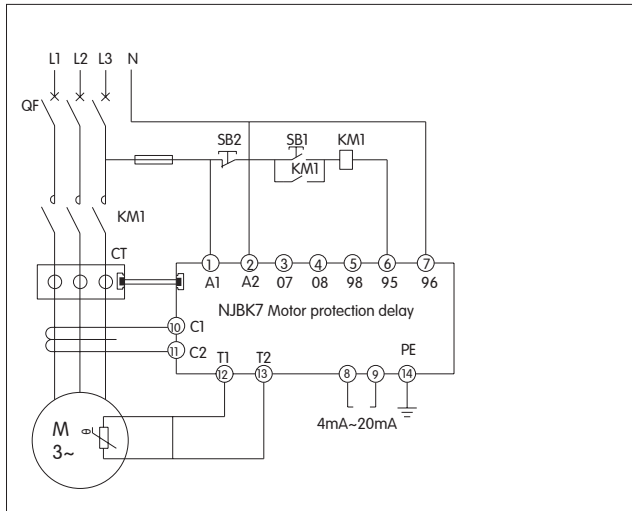 L1 L2 L3 N
QF
SB2 SB1 KM1
KM1
KM1
CT
1 2 3 4 5 6 7
A1 A2 07 08 98 95 96
NJBK7 Motor protection delay
10 C1
11 C2
T1 T2 PE
12 13 8 9 14
4mA~20mA
M
3~
θ